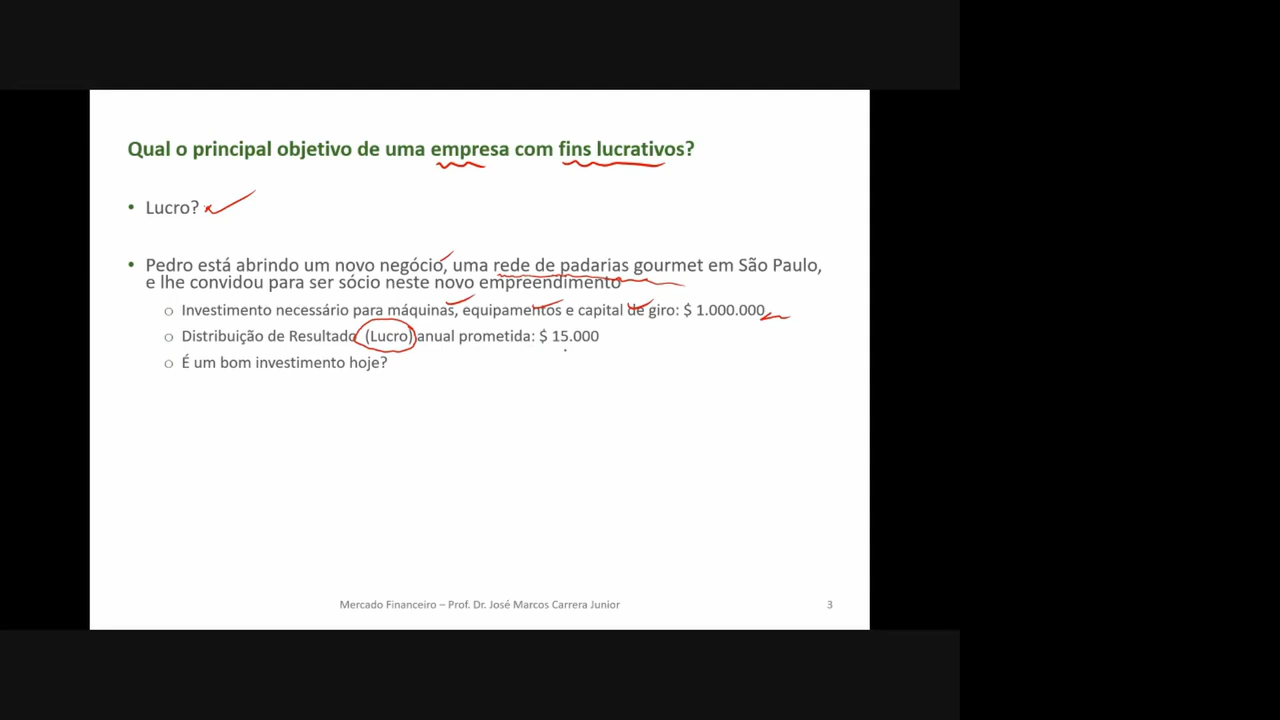 Qual o principal objetivo de uma empresa com fins lucrativos?
• Lucro?
• Pedro está abrindo um novo negócio, uma rede de padarias gourmet em São Paulo,
e lhe convidou para ser sócio neste novo empreendimento
o Investimento necessário para máquinas, equipamentos e capital de giro: $ 1.000.000
o Distribuição de Resultado (Lucro) anual prometida: $ 15.000
o É um bom investimento hoje?
Mercado Financeiro – Prof. Dr. José Marcos Carrera Junior 3